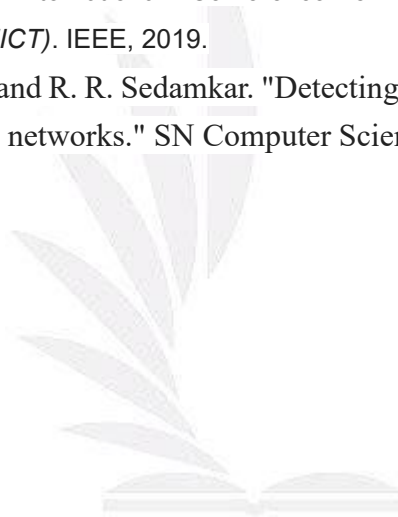 ICT). IEEE, 2019.
and R. R. Sedamkar. "Detecting
networks." SN Computer Scien